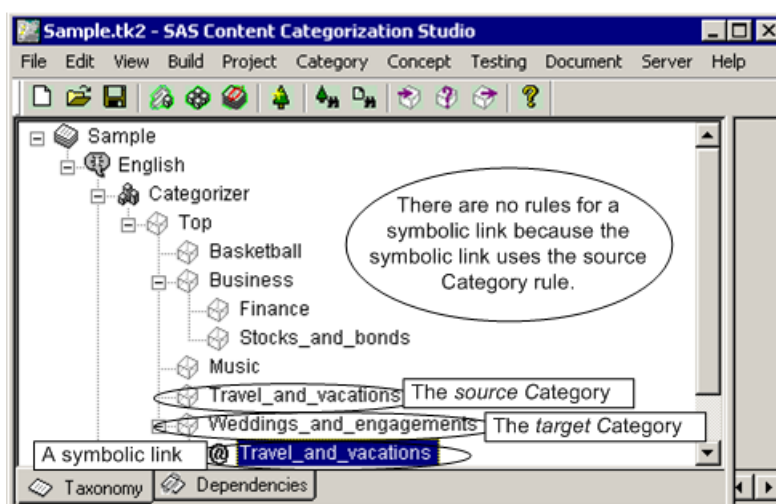 Sample.tk2 - SAS Content Categorization Studio
File Edit View Build Project Category Concept Testing Document Server Help
Sample
English
Categorizer
Top
Basketball
Business
Finance
Stocks_and_bonds
Music
Travel_and_vacations
Weddings_and_engagements
@ Travel_and_vacations
There are no rules for a
symbolic link because the
symbolic link uses the source
Category rule.
The source Category
The target Category
A symbolic link
Taxonomy Dependencies